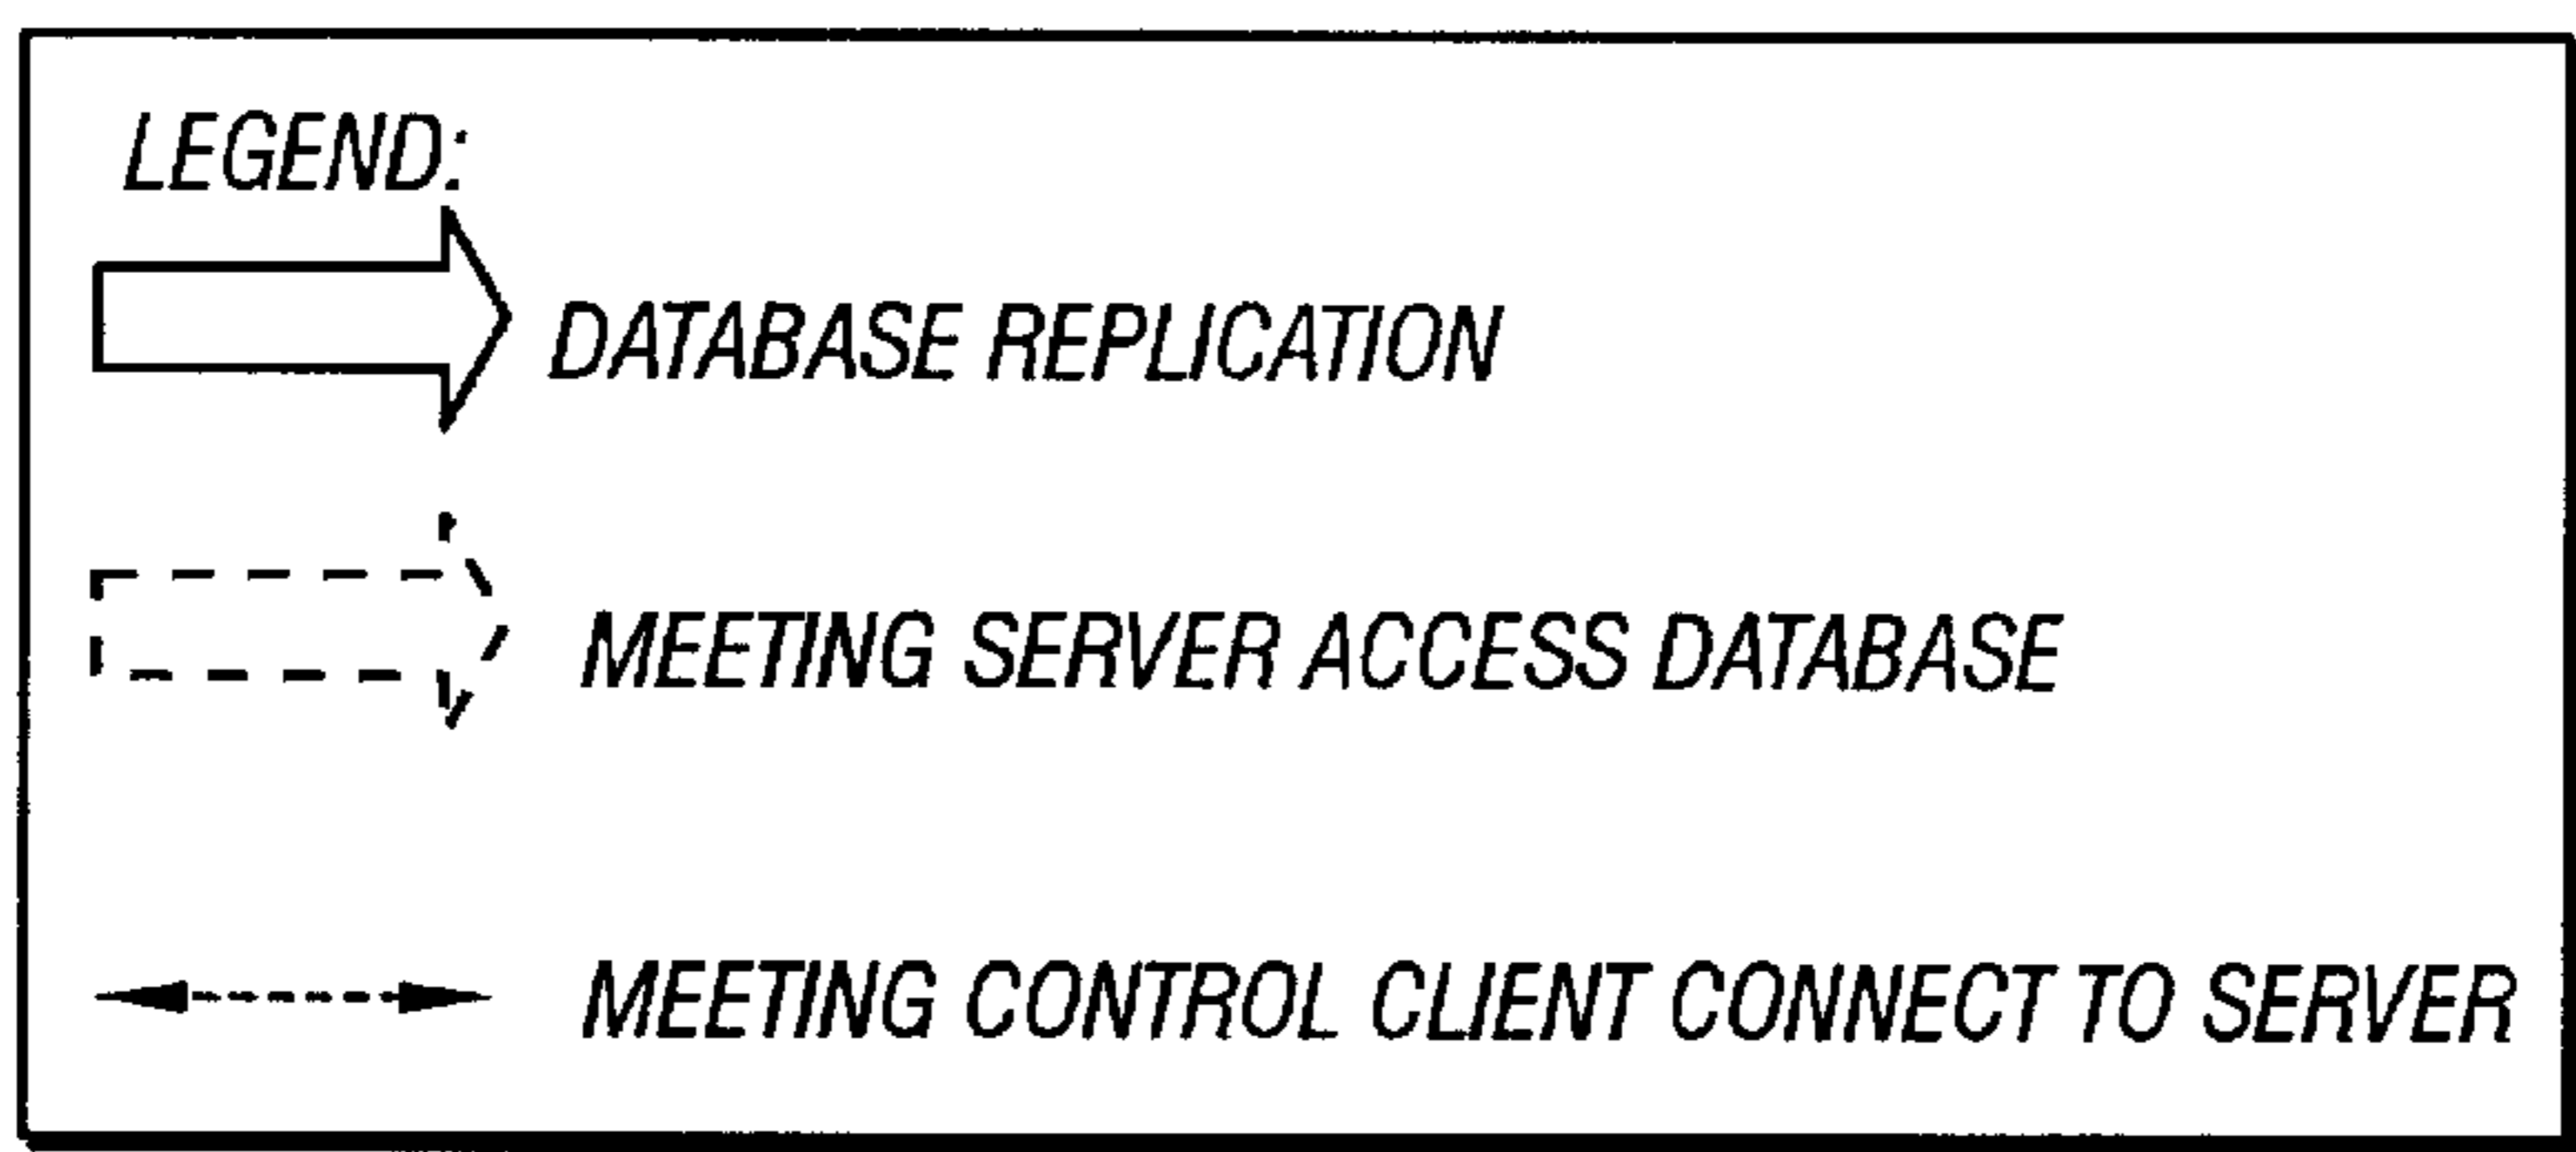 LEGEND:
DATABASE REPLICATION
MEETING SERVER ACCESS DATABASE
MEETING CONTROL CLIENT CONNECT TO SERVER